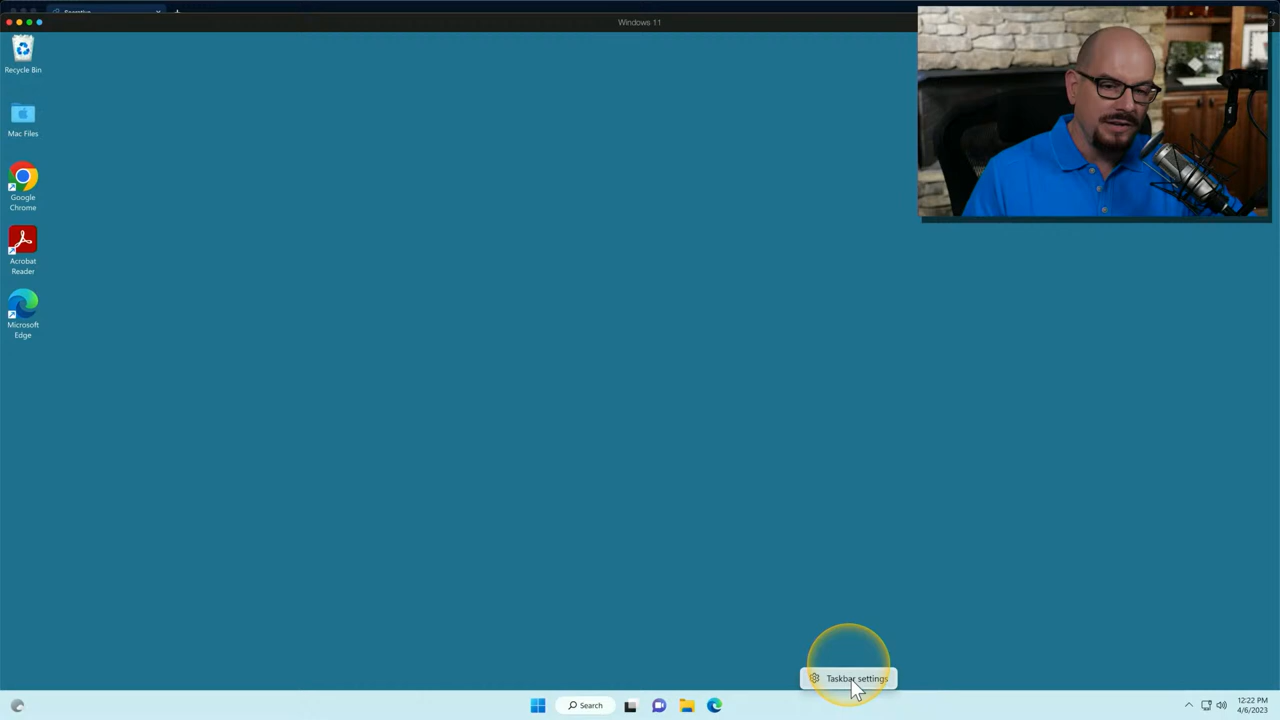 Windows 11
Recycle Bin
Mac Files
Google
Chrome
Acrobat
Reader
Microsoft
Edge
Taskbar settings
Search
12:22 PM
4/6/2023